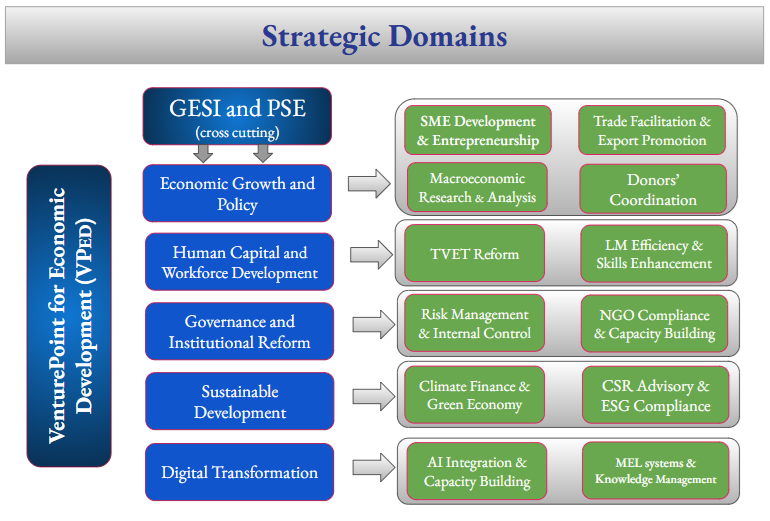 Strategic Domains
GESI and PSE
(cross cutting)
VenturePoint for Economic
Development (VPED)
Economic Growth and
Policy
SME Development
& Entrepreneurship
Trade Facilitation &
Export Promotion
Macroeconomic
Research & Analysis
Donors’
Coordination
Human Capital and
Workforce Development
TVET Reform
LM Efficiency &
Skills Enhancement
Governance and
Institutional Reform
Risk Management
& Internal Control
NGO Compliance
& Capacity Building
Sustainable
Development
Climate Finance &
Green Economy
CSR Advisory &
ESG Compliance
Digital Transformation
AI Integration &
Capacity Building
MEL systems &
Knowledge Management